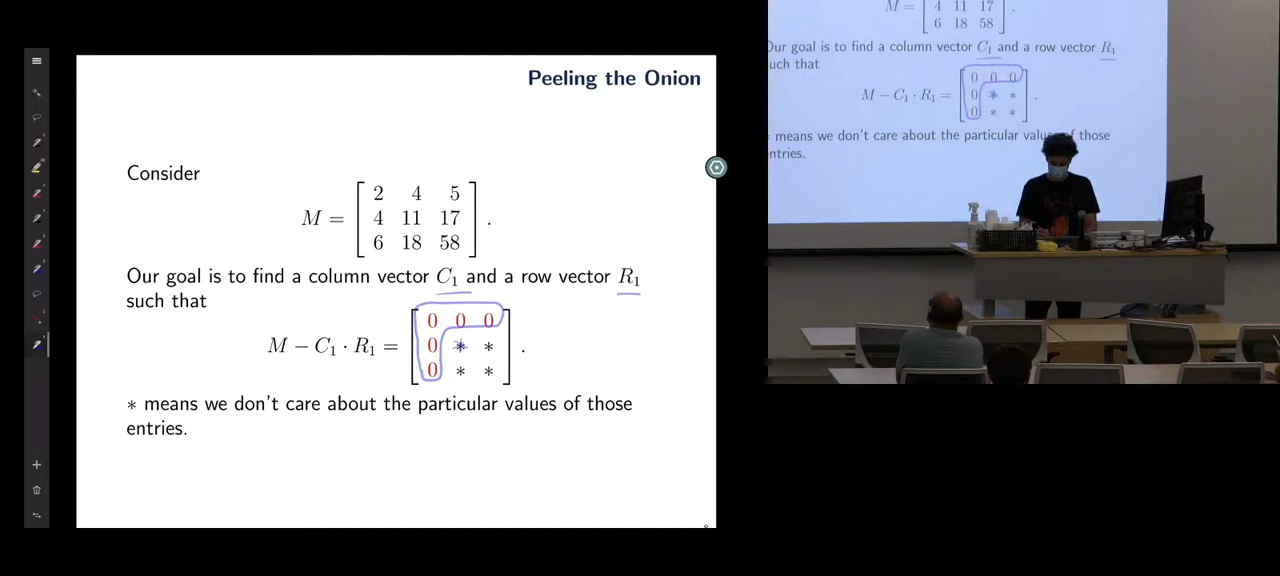 Peeling the Onion
Consider
M = [ 2 4 5
4 11 17
6 18 58 ] .
Our goal is to find a column vector C₁ and a row vector R₁
such that
M − C₁ · R₁ = [ 0 0 0
0 * *
0 * * ] .
* means we don't care about the particular values of those
entries.
M = [ 4 11 17
6 18 58 ] .
Our goal is to find a column vector C₁ and a row vector R₁
such that
M − C₁ · R₁ = [ 0 0 0
0 * *
0 * * ] .
means we don't care about the particular of those
entries.